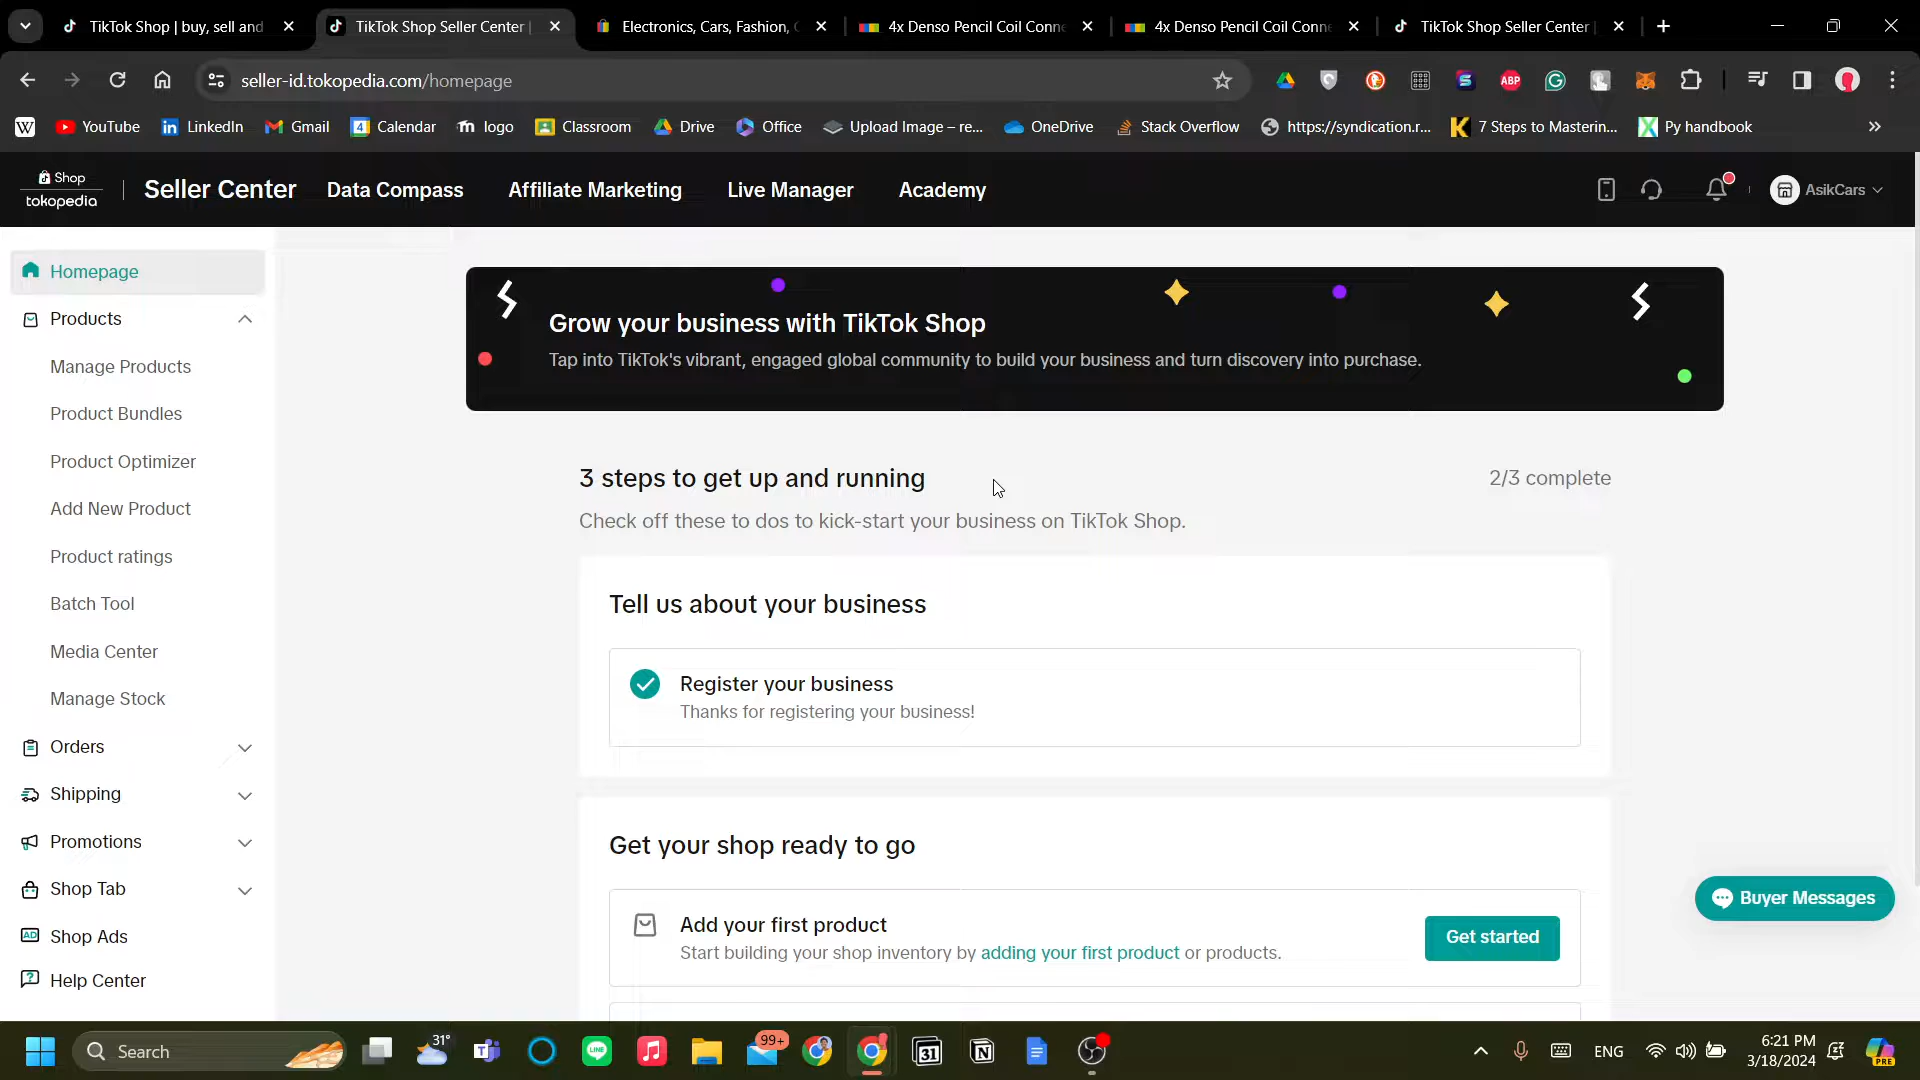 TikTok Shop | buy, sell and
TikTok Shop Seller Center |
Electronics, Cars, Fashion, C
4x Denso Pencil Coil Conne
4x Denso Pencil Coil Conne
TikTok Shop Seller Center |
seller-id.tokopedia.com/homepage
ABP
W
YouTube
LinkedIn
Gmail
Calendar
m logo
Classroom
Drive
Office
Upload Image – re...
OneDrive
Stack Overflow
https://syndication.r...
7 Steps to Masterin...
Py handbook
Shop
tokopedia
Seller Center
Data Compass
Affiliate Marketing
Live Manager
Academy
AsikCars
Homepage
Products
Manage Products
Product Bundles
Product Optimizer
Add New Product
Product ratings
Batch Tool
Media Center
Manage Stock
Orders
Shipping
Promotions
Shop Tab
AD Shop Ads
Help Center
Grow your business with TikTok Shop
Tap into TikTok's vibrant, engaged global community to build your business and turn discovery into purchase.
3 steps to get up and running
2/3 complete
Check off these to dos to kick-start your business on TikTok Shop.
Tell us about your business
Register your business
Thanks for registering your business!
Get your shop ready to go
Add your first product
Start building your shop inventory by adding your first product or products.
Get started
Buyer Messages
Search
31°
LINE
99+
31
ENG
6:21 PM
3/18/2024
PRE